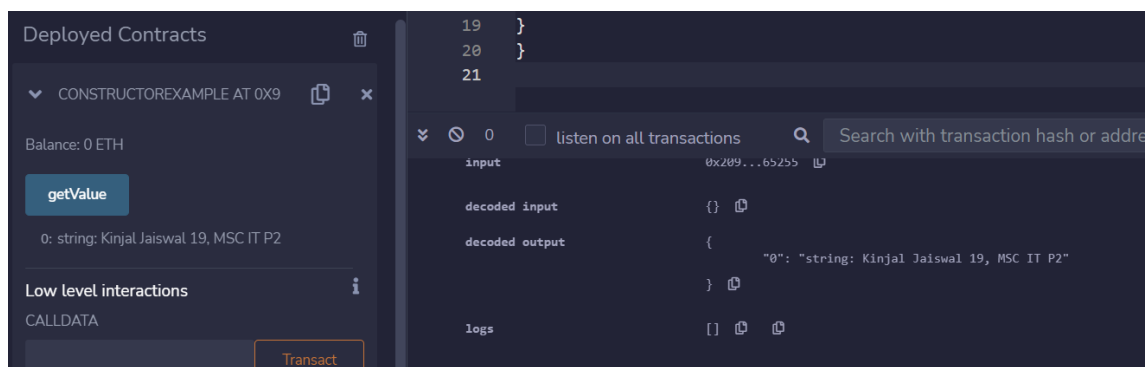 Deployed Contracts
CONSTRUCTOREXAMPLE AT 0X9
Balance: 0 ETH
getValue
0: string: Kinjal Jaiswal 19, MSC IT P2
Low level interactions
CALLDATA
Transact
19 }
20 }
21
0 listen on all transactions Search with transaction hash or addre
input 0x209...65255
decoded input {}
decoded output {
"0": "string: Kinjal Jaiswal 19, MSC IT P2"
}
logs []